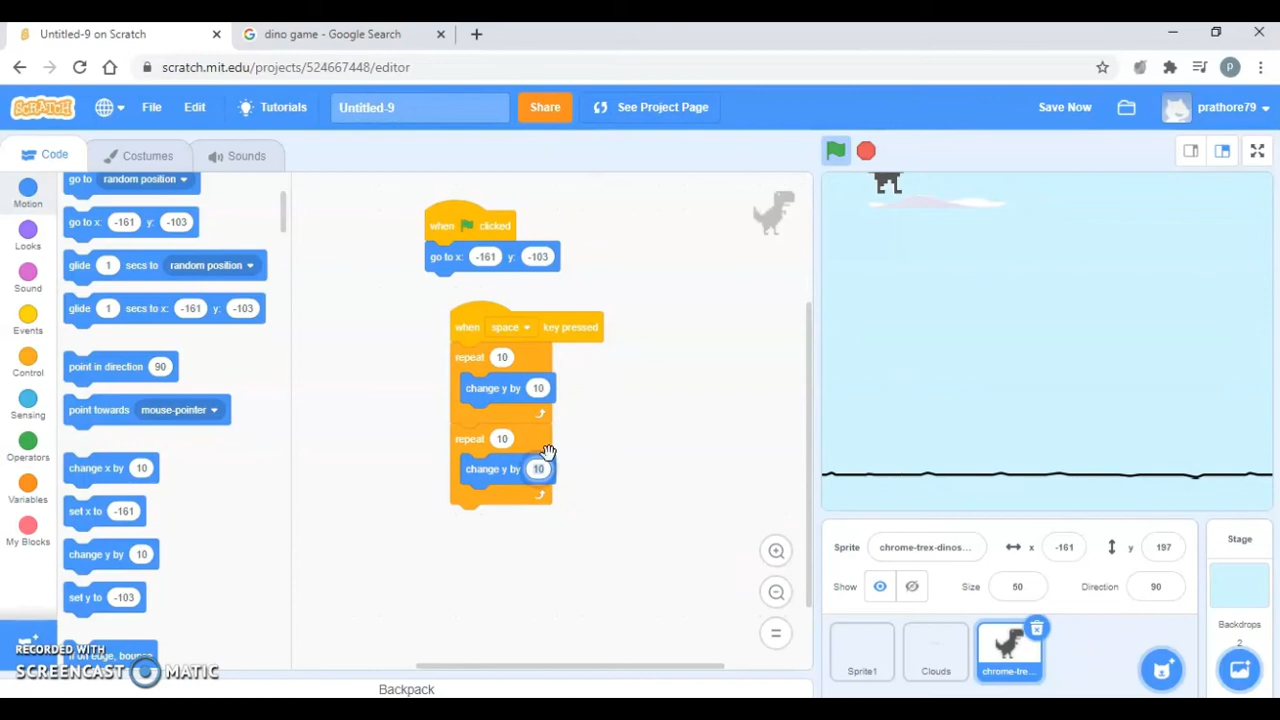 Untitled-9 on Scratch
dino game - Google Search
scratch.mit.edu/projects/524667448/editor
P
SCRATCH
File
Edit
Tutorials
Untitled-9
Share
See Project Page
Save Now
prathore79
Code
Costumes
Sounds
Motion
Looks
Sound
Events
Control
Sensing
Operators
Variables
My Blocks
go to random position
go to x: -161 y: -103
glide 1 secs to random position
glide 1 secs to x: -161 y: -103
point in direction 90
point towards mouse-pointer
change x by 10
set x to -161
change y by 10
set y to -103
if on edge, bounce
when clicked
go to x: -161 y: -103
when space key pressed
repeat 10
change y by 10
repeat 10
change y by 10
Backpack
Sprite chrome-trex-dinos... x -161 y 197
Show Size 50 Direction 90
Sprite1
Clouds
chrome-tre...
Stage
Backdrops
2
RECORDED WITH
SCREENCAST MATIC